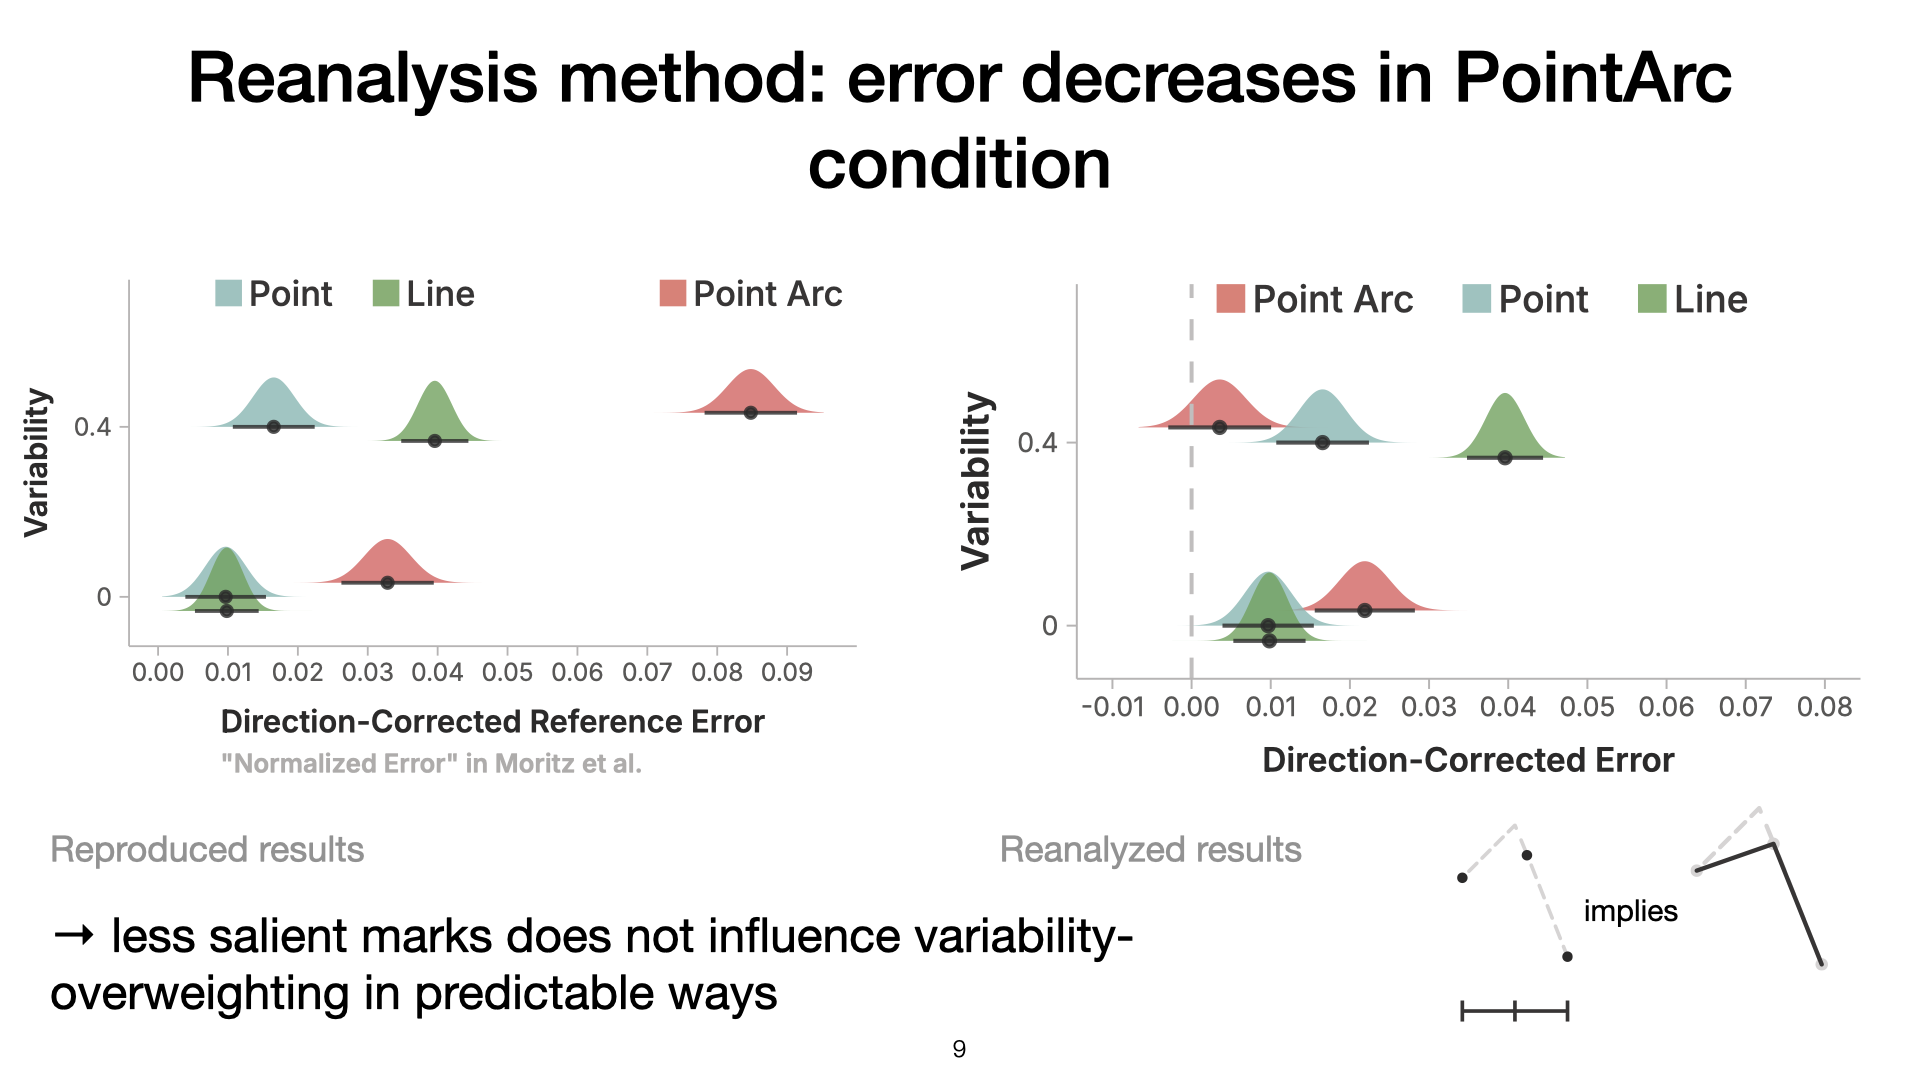 Reanalysis method: error decreases in PointArc
condition
Point Line Point Arc
Variability
0.4
0
0.00 0.01 0.02 0.03 0.04 0.05 0.06 0.07 0.08 0.09
Direction-Corrected Reference Error
"Normalized Error" in Moritz et al.
Point Arc Point Line
Variability
0.4
0
-0.01 0.00 0.01 0.02 0.03 0.04 0.05 0.06 0.07 0.08
Direction-Corrected Error
Reproduced results
Reanalyzed results
implies
→ less salient marks does not influence variability-
overweighting in predictable ways
9